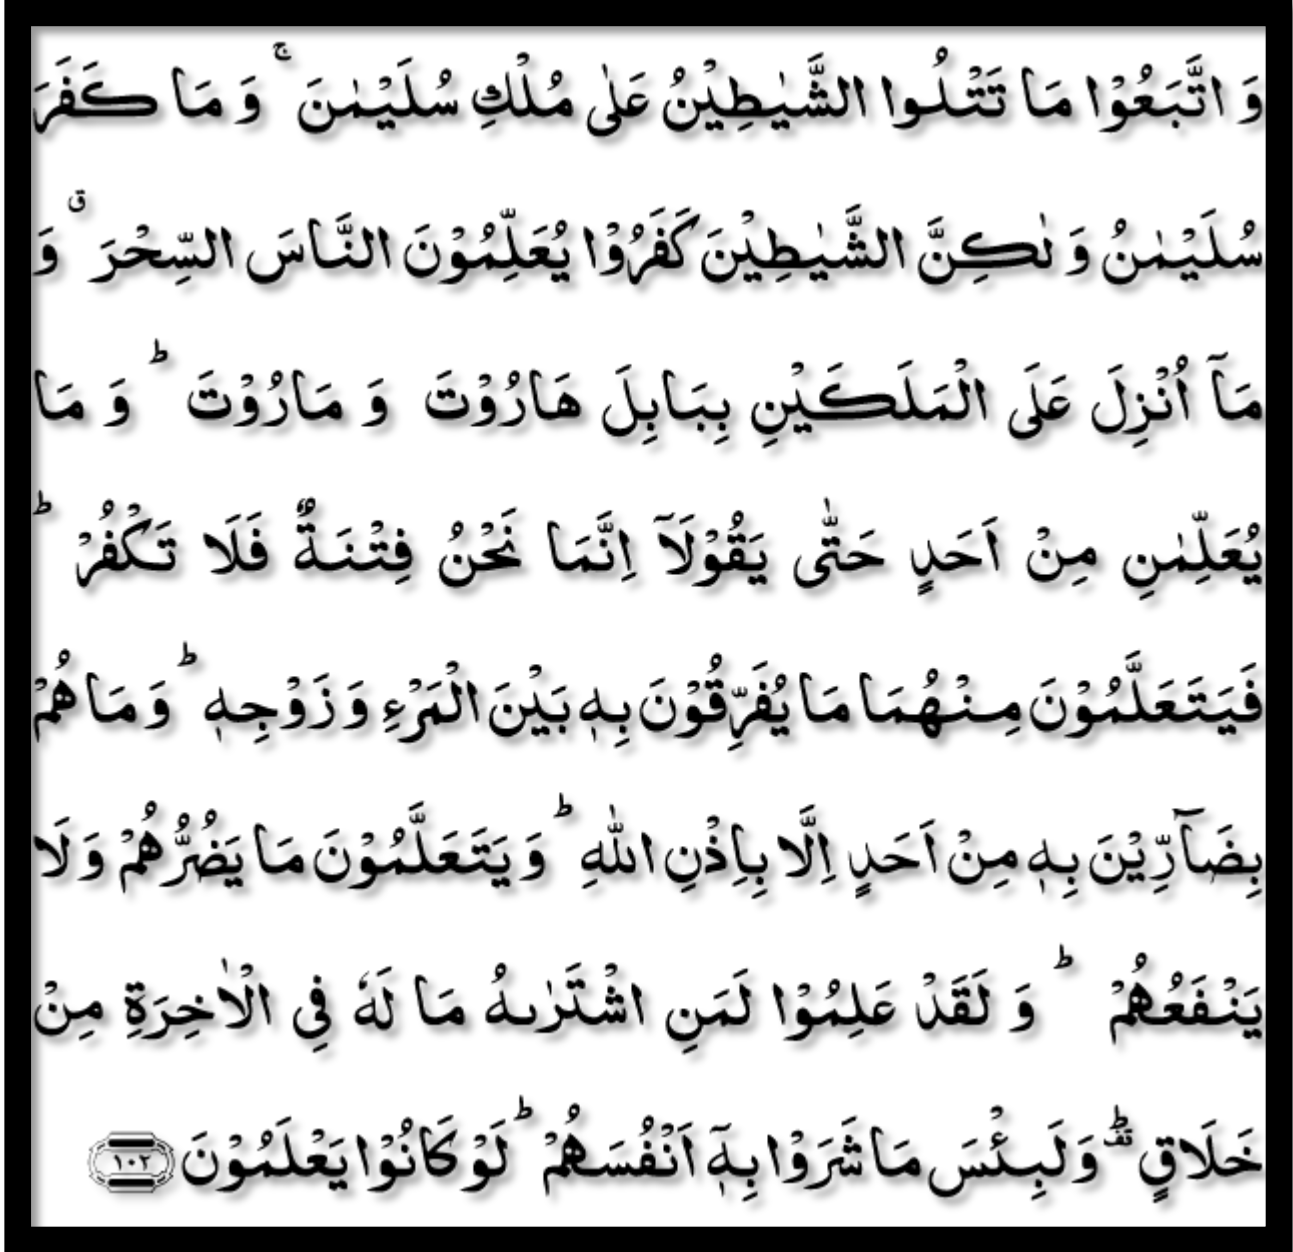 وَ اتَّبَعُوْا مَا تَتْلُوا الشَّیٰطِیْنُ عَلٰی مُلْكِ سُلَیْمٰنَ ۚ وَ مَا كَفَرَ
سُلَیْمٰنُ وَ لٰكِنَّ الشَّیٰطِیْنَ كَفَرُوْا یُعَلِّمُوْنَ النَّاسَ السِّحْرَ ۗ وَ
مَاۤ اُنْزِلَ عَلَی الْمَلَكَیْنِ بِبَابِلَ هَارُوْتَ وَ مَارُوْتَ ؕ وَ مَا
یُعَلِّمٰنِ مِنْ اَحَدٍ حَتّٰی یَقُوْلَاۤ اِنَّمَا نَحْنُ فِتْنَةٌ فَلَا تَكْفُرْ ؕ
فَیَتَعَلَّمُوْنَ مِنْهُمَا مَا یُفَرِّقُوْنَ بِهٖ بَیْنَ الْمَرْءِ وَ زَوْجِهٖ ؕ وَ مَا هُمْ
بِضَآرِّیْنَ بِهٖ مِنْ اَحَدٍ اِلَّا بِاِذْنِ اللّٰهِ ؕ وَ یَتَعَلَّمُوْنَ مَا یَضُرُّهُمْ وَ لَا
یَنْفَعُهُمْ ؕ وَ لَقَدْ عَلِمُوْا لَمَنِ اشْتَرٰىهُ مَا لَهٗ فِی الْاٰخِرَةِ مِنْ
خَلَاقٍ ؕ۫ وَ لَبِئْسَ مَا شَرَوْا بِهٖۤ اَنْفُسَهُمْ ؕ لَوْ كَانُوْا یَعْلَمُوْنَ ۝۱۰۲